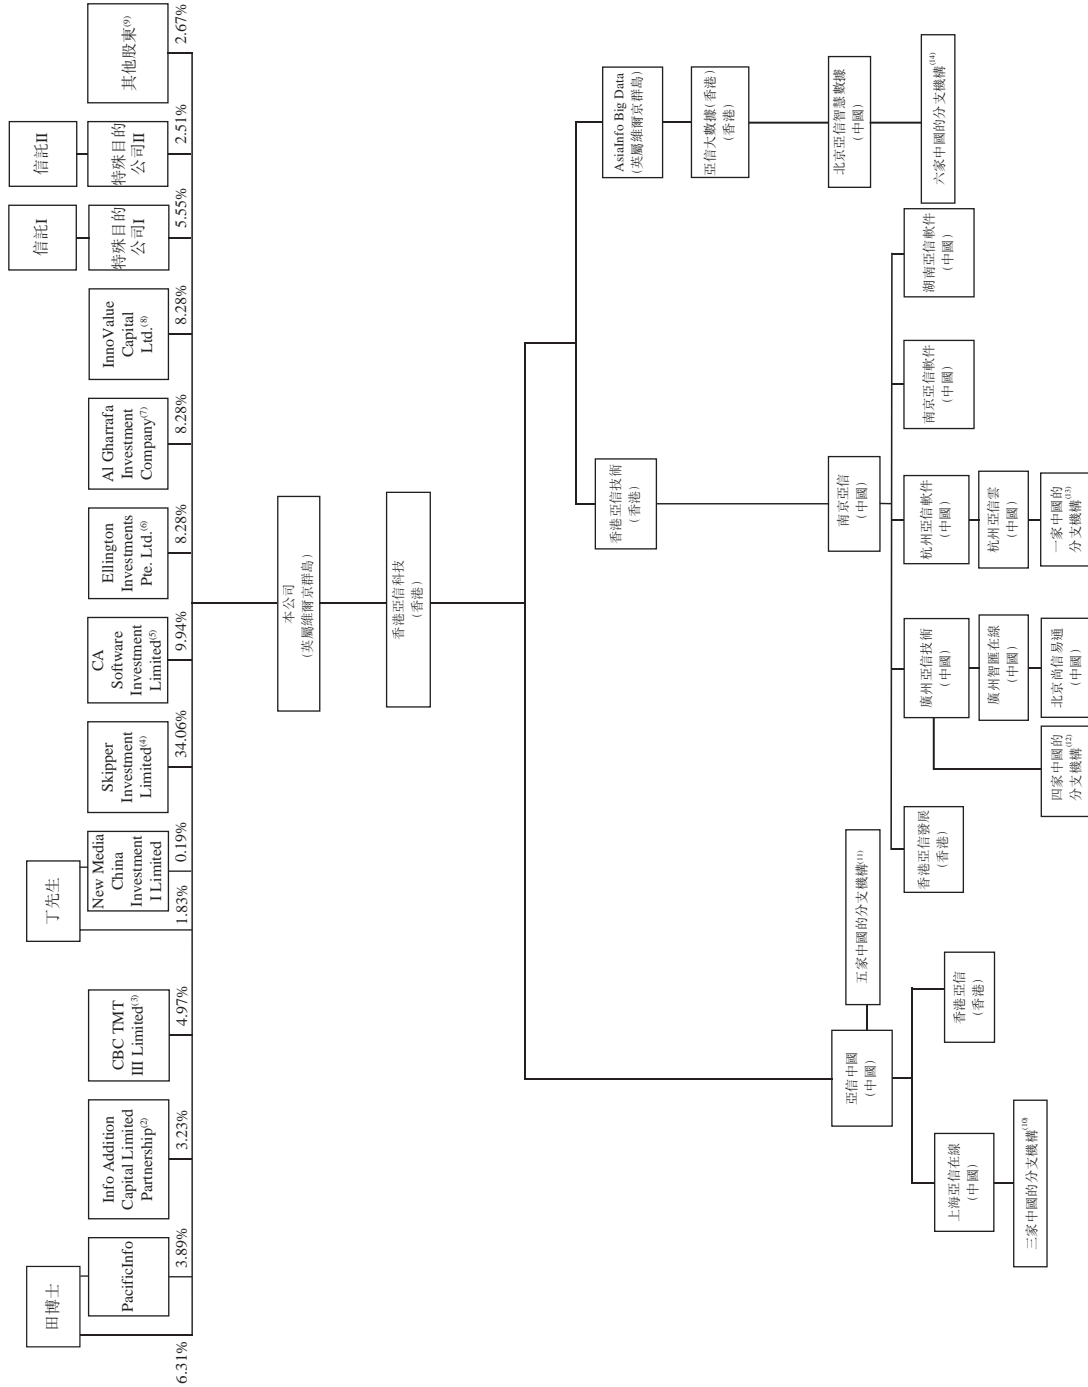 田博士
丁先生
信託I
信託II
PacificInfo
Info Addition
Capital Limited
Partnership(2)
CBC TMT
III Limited(3)
New Media
China
Investment
I Limited
Skipper
Investment
Limited(4)
CA
Software
Investment
Limited(5)
Ellington
Investments
Pte. Ltd.(6)
Al Gharrafa
Investment
Company(7)
InnoValue
Capital
Ltd.(8)
特殊目的
公司I
特殊目的
公司II
其他股東(9)
6.31%
3.89%
3.23%
4.97%
1.83%
0.19%
34.06%
9.94%
8.28%
8.28%
8.28%
5.55%
2.51%
2.67%
本公司
(英屬維爾京群島)
香港亞信科技
(香港)
香港亞信技術
(香港)
AsiaInfo Big Data
(英屬維爾京群島)
亞信大數據(香港)
(香港)
亞信中國
(中國)
五家中國的分支機構(11)
南京亞信
(中國)
北京亞信智慧數據
(中國)
上海亞信在線
(中國)
香港亞信
(香港)
香港亞信發展
(香港)
廣州亞信技術
(中國)
杭州亞信軟件
(中國)
南京亞信軟件
(中國)
湖南亞信軟件
(中國)
六家中國的分支機構(14)
廣州智匯在線
(中國)
杭州亞信雲
(中國)
三家中國的分支機構(10)
四家中國的
分支機構(12)
北京尚信易通
(中國)
一家中國的
分支機構(13)